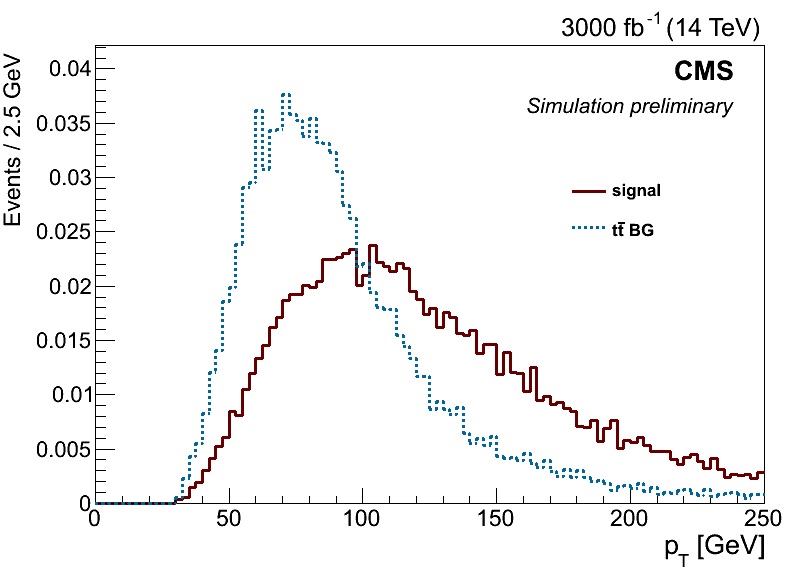 3000 fb⁻¹ (14 TeV)
CMS
Simulation preliminary
signal
tt̄ BG
Events / 2.5 GeV
0.04
0.035
0.03
0.025
0.02
0.015
0.01
0.005
0
0 50 100 150 200 250
p_T [GeV]